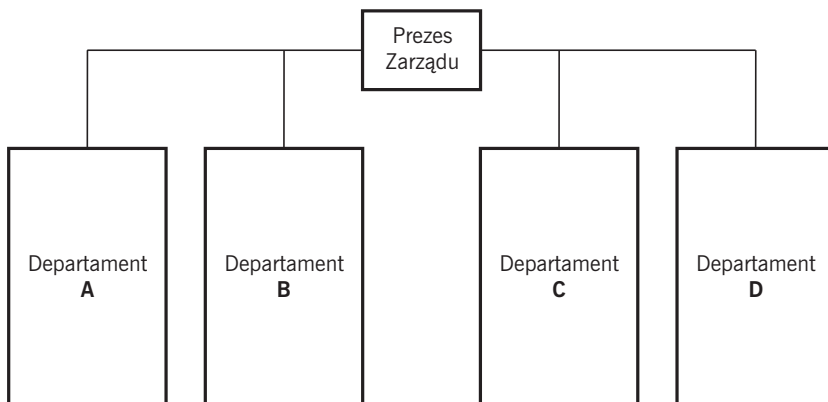 Prezes
Zarządu
Departament
A
Departament
B
Departament
C
Departament
D